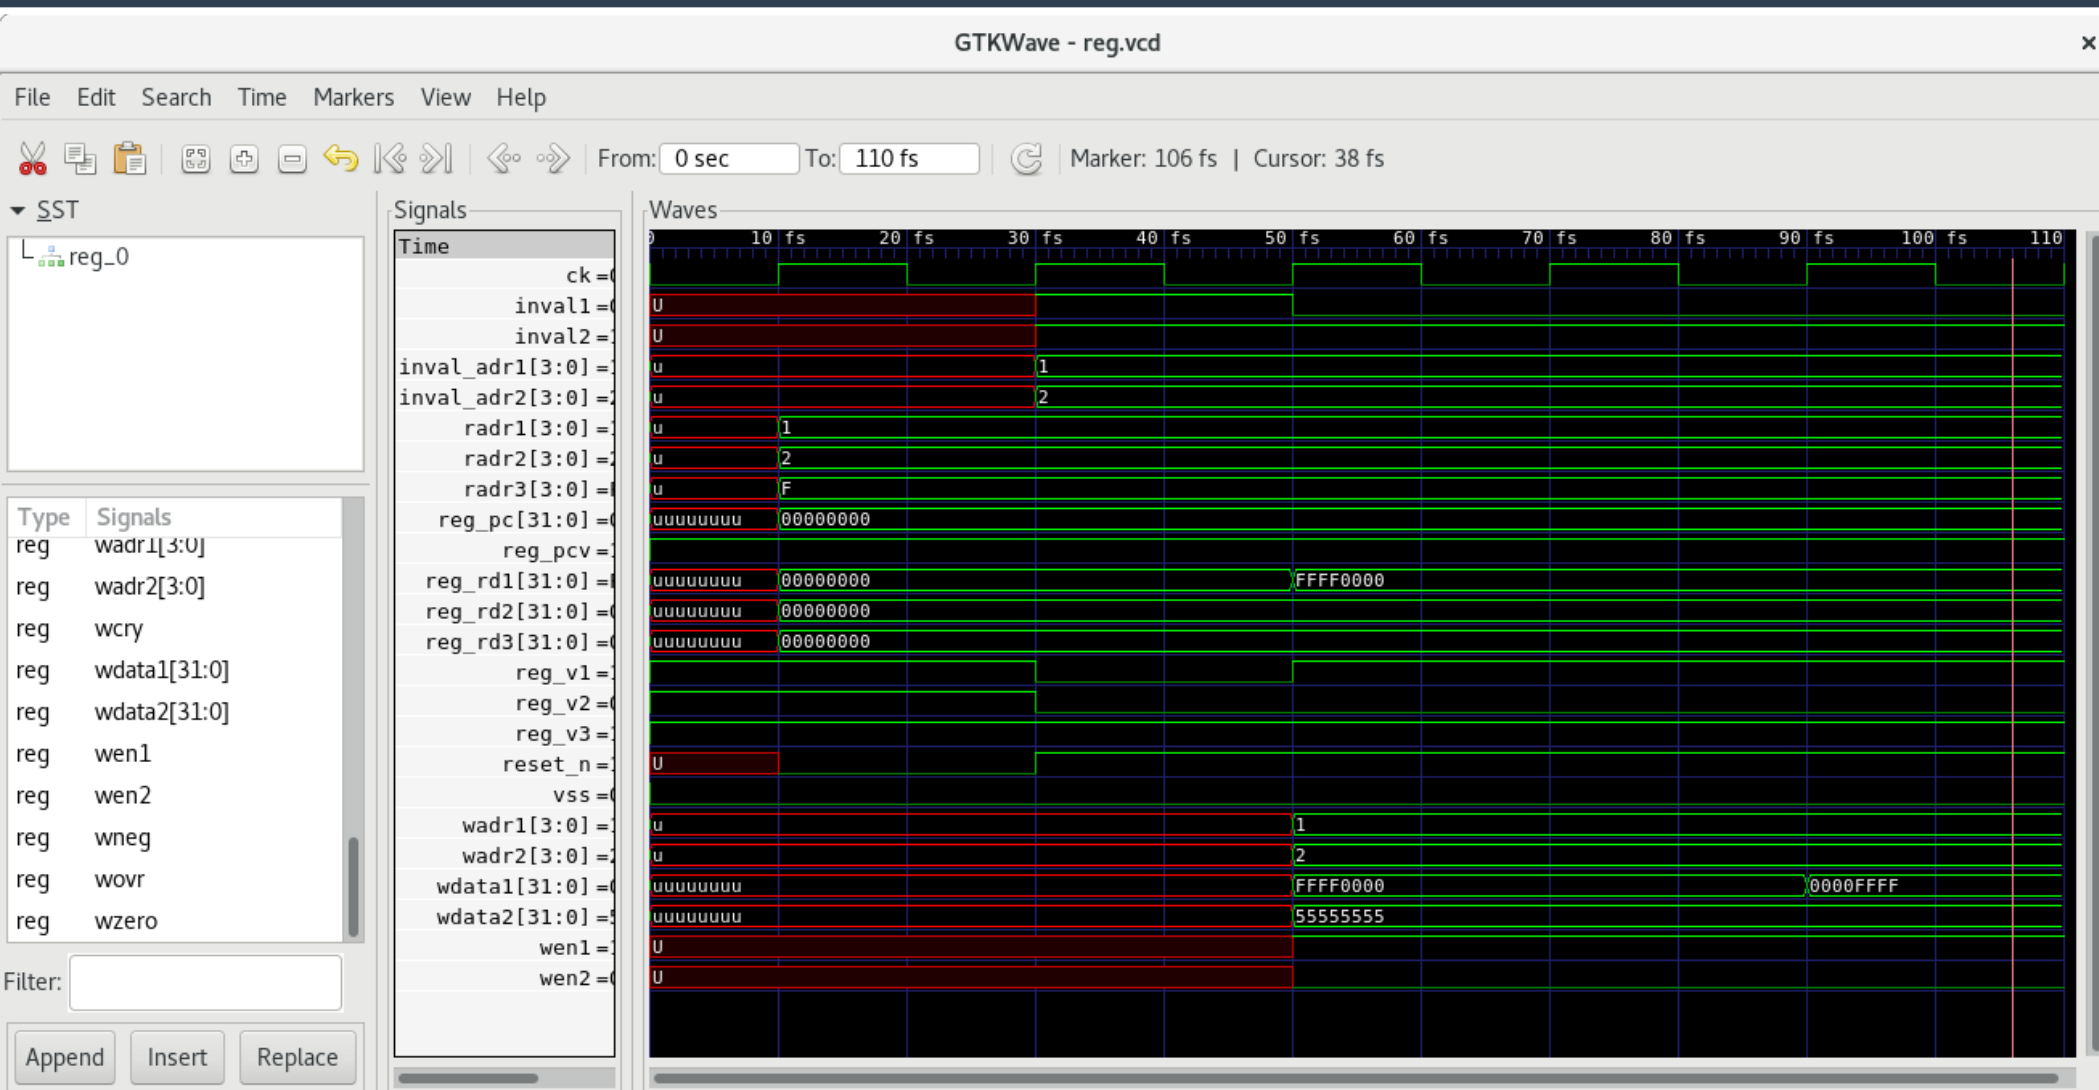 GTKWave - reg.vcd
×
File Edit Search Time Markers View Help
From: 0 sec To: 110 fs Marker: 106 fs | Cursor: 38 fs
SST
reg_0
Type Signals
reg wadr1[3:0]
reg wadr2[3:0]
reg wcry
reg wdata1[31:0]
reg wdata2[31:0]
reg wen1
reg wen2
reg wneg
reg wovr
reg wzero
Filter:
Append Insert Replace
Signals
Waves
Time
0 10 fs 20 fs 30 fs 40 fs 50 fs 60 fs 70 fs 80 fs 90 fs 100 fs 110
ck =
inval1 = U
inval2 = U
inval_adr1[3:0] = u 1
inval_adr2[3:0] = u 2
radr1[3:0] = u 1
radr2[3:0] = u 2
radr3[3:0] = u F
reg_pc[31:0] = uuuuuuuu 00000000
reg_pcv =
reg_rd1[31:0] = uuuuuuuu 00000000 FFFF0000
reg_rd2[31:0] = uuuuuuuu 00000000
reg_rd3[31:0] = uuuuuuuu 00000000
reg_v1 =
reg_v2 =
reg_v3 =
reset_n = U
vss =
wadr1[3:0] = u 1
wadr2[3:0] = u 2
wdata1[31:0] = uuuuuuuu FFFF0000 0000FFFF
wdata2[31:0] = uuuuuuuu 55555555
wen1 = U
wen2 = U